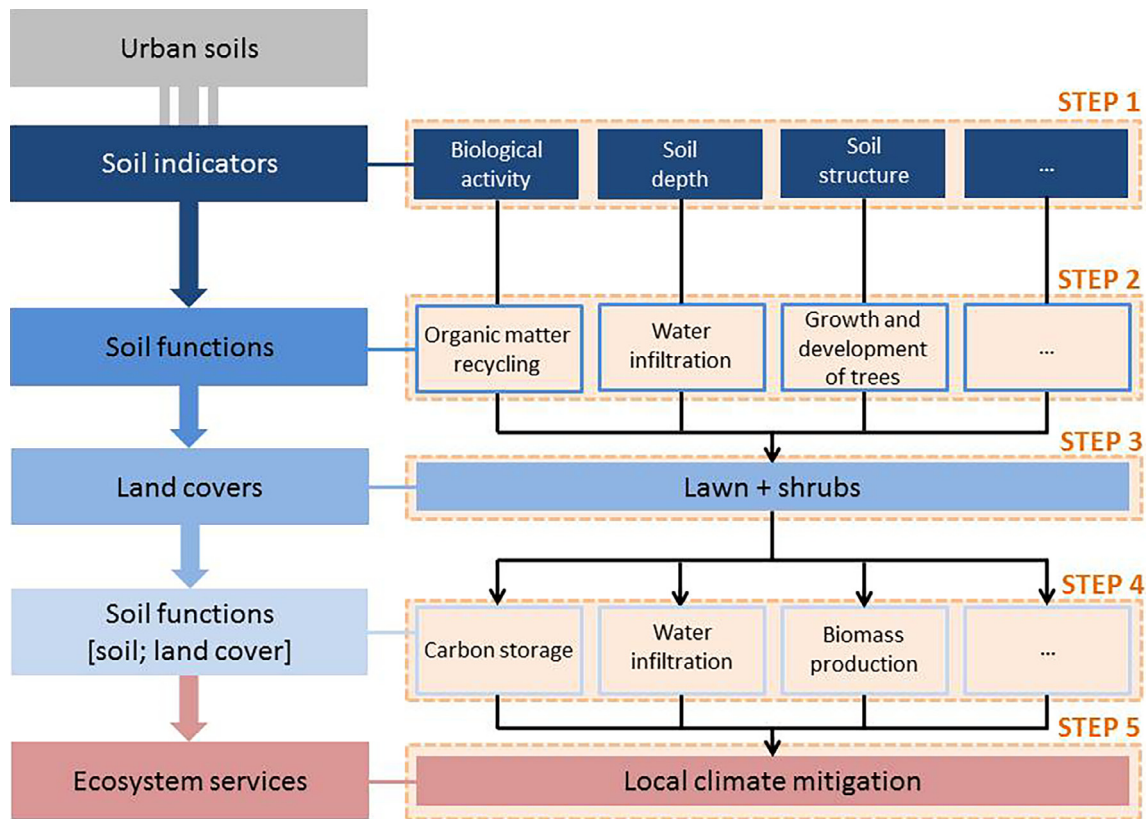 Urban soils
STEP 1
Soil indicators
Biological
activity
Soil
depth
Soil
structure
...
STEP 2
Soil functions
Organic matter
recycling
Water
infiltration
Growth and
development
of trees
...
STEP 3
Land covers
Lawn + shrubs
STEP 4
Soil functions
[soil; land cover]
Carbon storage
Water
infiltration
Biomass
production
...
STEP 5
Ecosystem services
Local climate mitigation